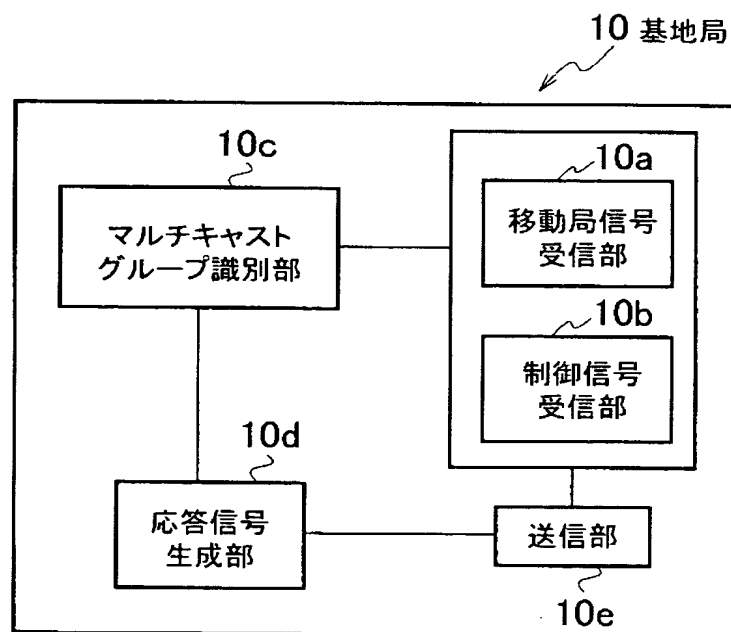 10 基地局
10c
マルチキャスト
グループ識別部
10a
移動局信号
受信部
10b
制御信号
受信部
10d
応答信号
生成部
送信部
10e